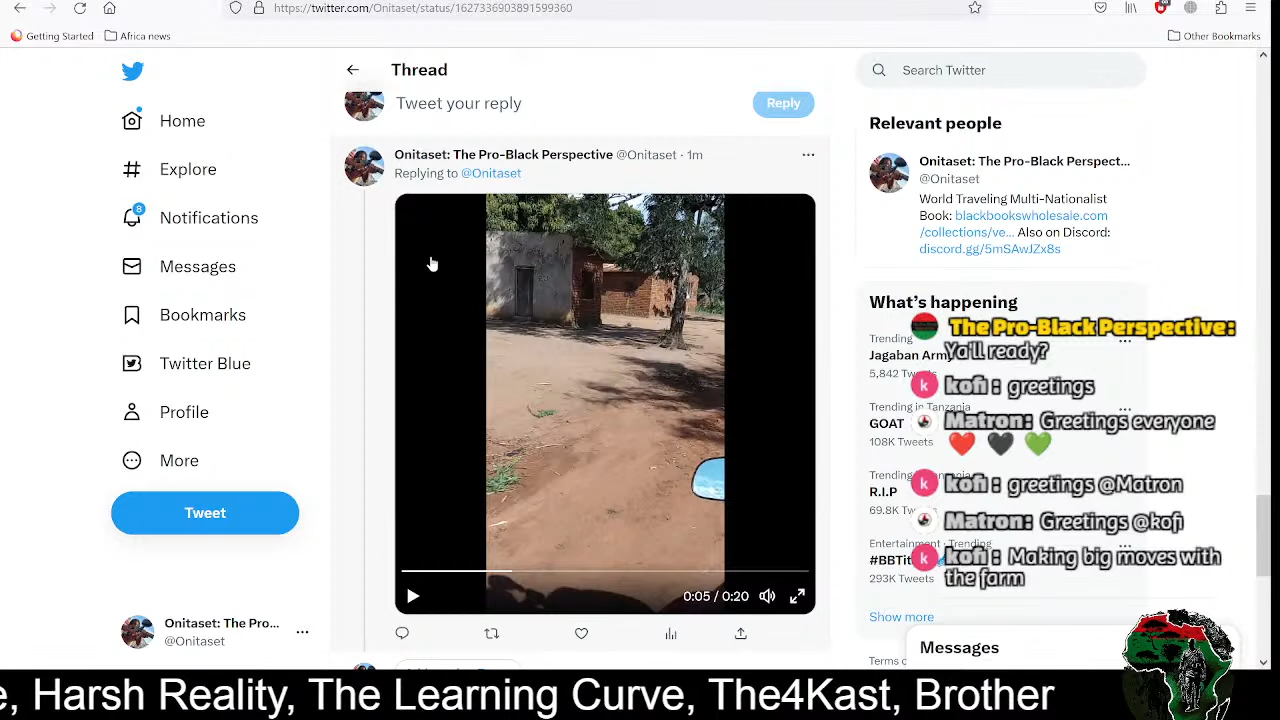 https://twitter.com/Onitaset/status/1627336903891599360
Getting Started
Africa news
Other Bookmarks
Home
Explore
8
Notifications
Messages
Bookmarks
Twitter Blue
Profile
More
Tweet
Onitaset: The Pro...
@Onitaset
Thread
Tweet your reply
Reply
Onitaset: The Pro-Black Perspective @Onitaset · 1m
Replying to @Onitaset
0:05 / 0:20
Search Twitter
Relevant people
Onitaset: The Pro-Black Perspect...
@Onitaset
World Traveling Multi-Nationalist
Book: blackbookswholesale.com
/collections/ve... Also on Discord:
discord.gg/5mSAwJZx8s
What's happening
Trending
Jagaban Army
5,842 Tweets
Trending in Tanzania
GOAT
108K Tweets
Trending in
R.I.P
69.8K Tweets
Entertainment · Trending
#BBTit
293K Tweets
Show more
Terms
Messages
The Pro-Black Perspective:
Ya'll ready?
k
kofi : greetings
Matron: Greetings everyone
k
kofi : greetings @Matron
Matron: Greetings @kofi
k
kofi : Making big moves with
the farm
e, Harsh Reality, The Learning Curve, The4Kast, Brother